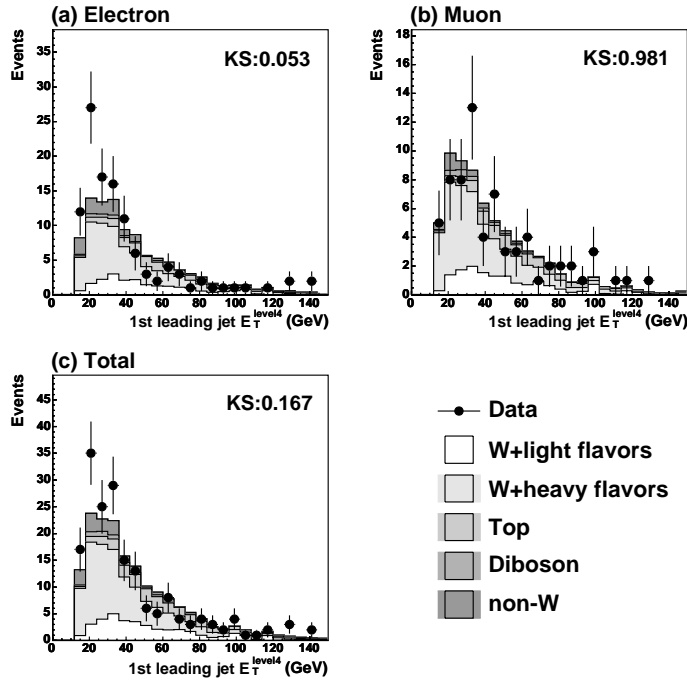 (a) Electron
Events
35
30
25
20
15
10
5
0
KS:0.053
0 20 40 60 80 100 120 140
1st leading jet E_T^level4 (GeV)
(b) Muon
Events
18
16
14
12
10
8
6
4
2
0
KS:0.981
0 20 40 60 80 100 120 140
1st leading jet E_T^level4 (GeV)
(c) Total
Events
45
40
35
30
25
20
15
10
5
0
KS:0.167
0 20 40 60 80 100 120 140
1st leading jet E_T^level4 (GeV)
Data
W+light flavors
W+heavy flavors
Top
Diboson
non-W